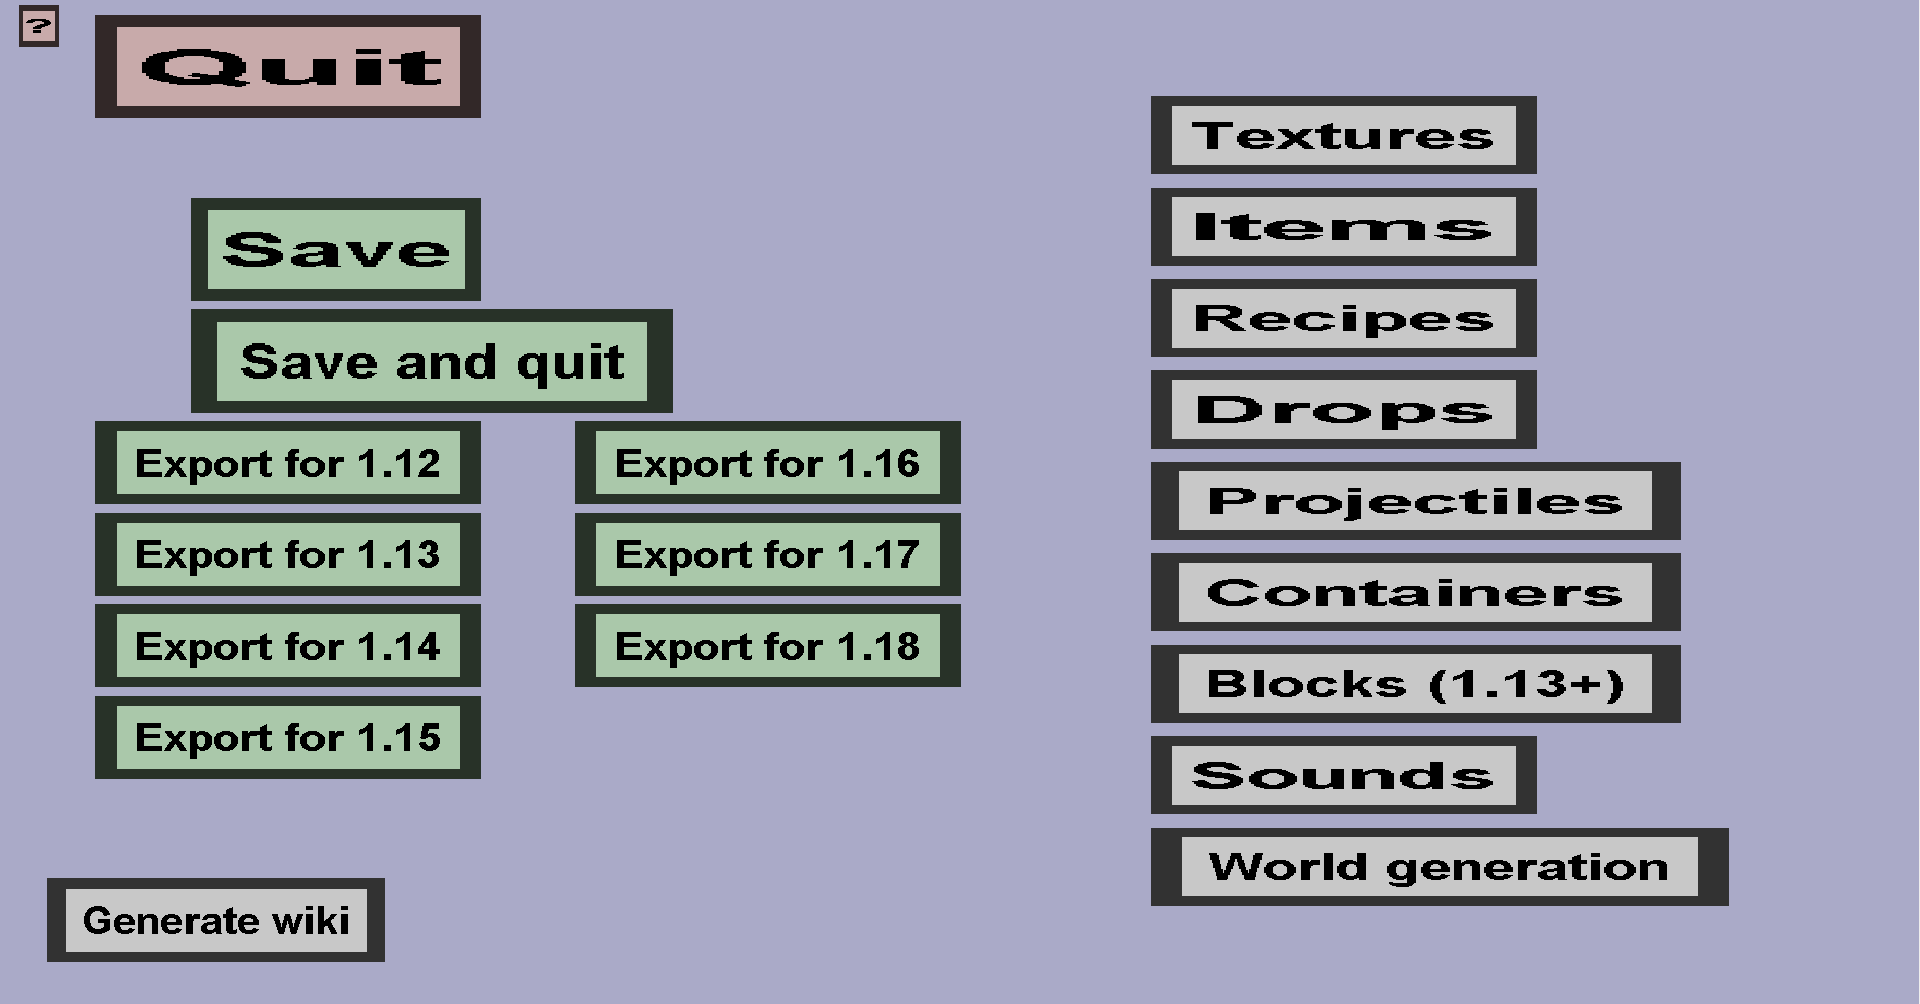 ?
Quit
Save
Save and quit
Export for 1.12
Export for 1.13
Export for 1.14
Export for 1.15
Export for 1.16
Export for 1.17
Export for 1.18
Generate wiki
Textures
Items
Recipes
Drops
Projectiles
Containers
Blocks (1.13+)
Sounds
World generation